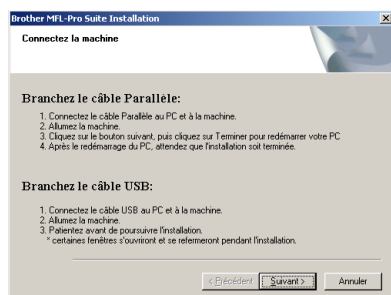 Brother MFL-Pro Suite Installation
Connectez la machine
Branchez le câble Parallèle:
1. Connectez le câble Parallèle au PC et à la machine.
2. Allumez la machine.
3. Cliquez sur le bouton suivant, puis cliquez sur Terminer pour redémarrer votre PC
4. Après le redémarrage du PC, attendez que l'installation soit terminée.
Branchez le câble USB:
1. Connectez le câble USB au PC et à la machine.
2. Allumez la machine.
3. Patientez avant de poursuivre l'installation.
* certaines fenêtres s'ouvriront et se refermeront pendant l'installation.
< Précédent Suivant > Annuler